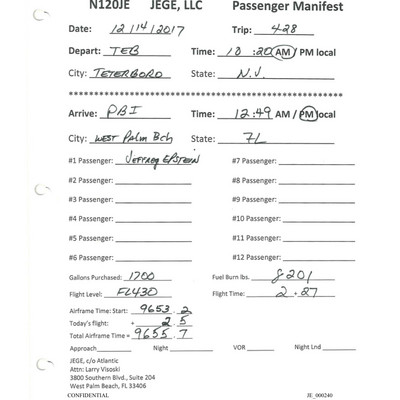 N120JE JEGE, LLC Passenger Manifest
Date: 12/14/2017 Trip: 428
Depart: TEB Time: 10:20 AM / PM local
City: TETERBORO State: N.J.
Arrive: PBI Time: 12:49 AM / PM local
City: WEST Palm Bch State: FL
#1 Passenger: Jeffrey EPSTEIN #7 Passenger:
#2 Passenger: #8 Passenger:
#3 Passenger: #9 Passenger:
#4 Passenger: #10 Passenger:
#5 Passenger: #11 Passenger:
#6 Passenger: #12 Passenger:
Gallons Purchased: 1700 Fuel Burn lbs. 8201
Flight Level: FL430 Flight Time: 2.27
Airframe Time: Start: 9653.2
Today's flight: + 2.5
Total Airframe Time = 9655.7
Approach Night VOR Night Lnd
JEGE, c/o Atlantic
Attn: Larry Visoski
3800 Southern Blvd., Suite 204
West Palm Beach, FL 33406
CONFIDENTIAL JE_000240